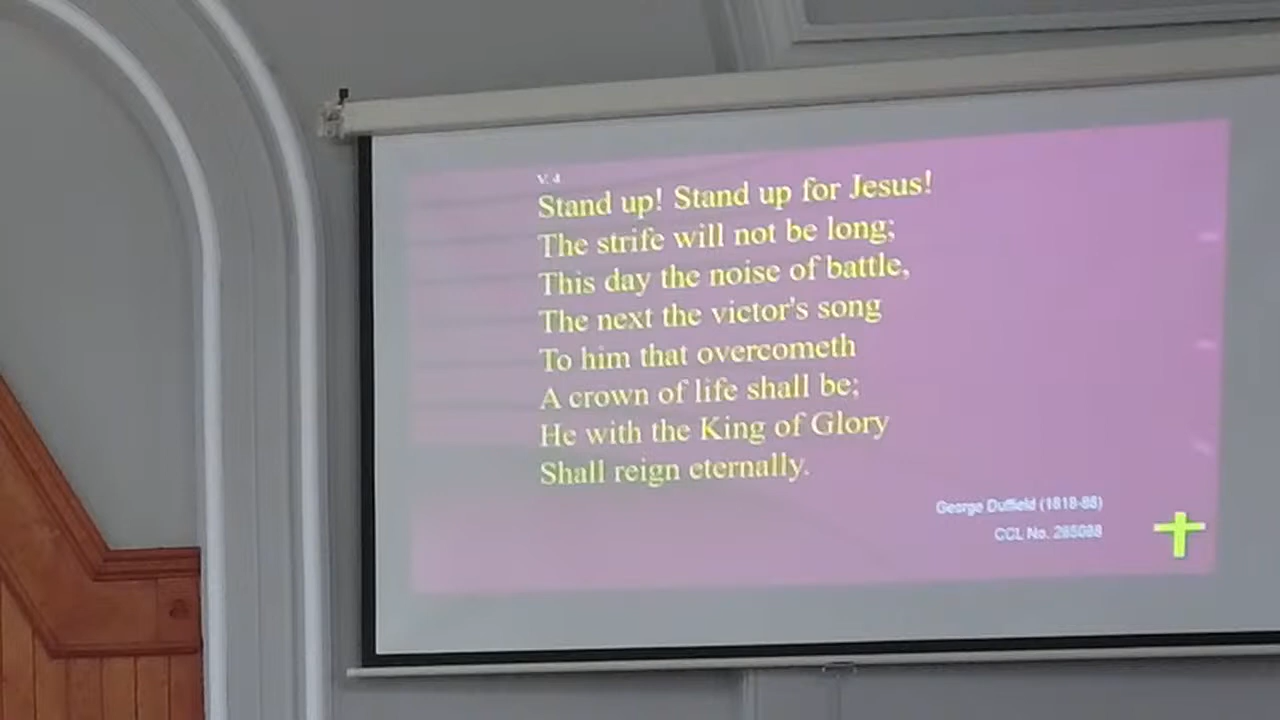 V. 4
Stand up! Stand up for Jesus!
The strife will not be long;
This day the noise of battle,
The next the victor's song
To him that overcometh
A crown of life shall be;
He with the King of Glory
Shall reign eternally.
George Duffield (1818-88)
CCL No. 285088